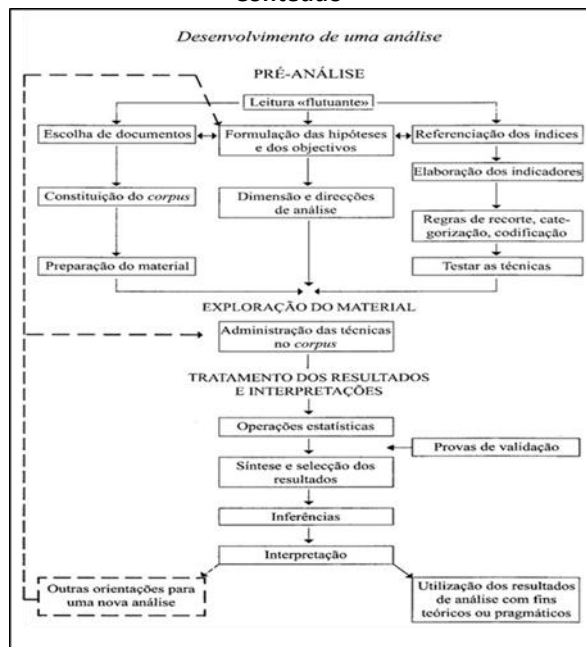 conteúdo
Desenvolvimento de uma análise
PRÉ-ANÁLISE
Leitura «flutuante»
Escolha de documentos
Formulação das hipóteses
e dos objectivos
Referenciação dos índices
Elaboração dos indicadores
Constituição do corpus
Dimensão e direcções
de análise
Regras de recorte, cate-
gorização, codificação
Preparação do material
Testar as técnicas
EXPLORAÇÃO DO MATERIAL
Administração das técnicas
no corpus
TRATAMENTO DOS RESULTADOS
E INTERPRETAÇÕES
Operações estatísticas
Provas de validação
Síntese e selecção dos
resultados
Inferências
Interpretação
Outras orientações para
uma nova análise
Utilização dos resultados
de análise com fins
teóricos ou pragmáticos